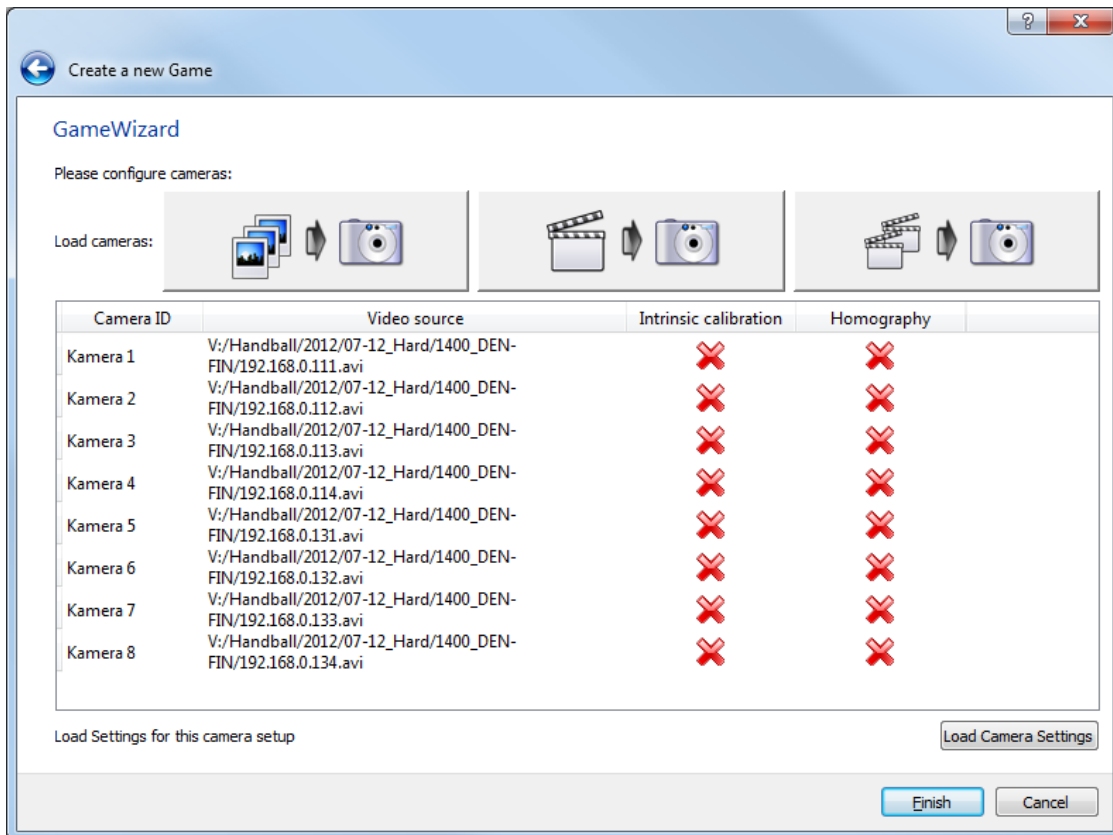 Create a new Game
GameWizard
Please configure cameras:
Load cameras:
Camera ID Video source Intrinsic calibration Homography
Kamera 1 V:/Handball/2012/07-12_Hard/1400_DEN-
FIN/192.168.0.111.avi
Kamera 2 V:/Handball/2012/07-12_Hard/1400_DEN-
FIN/192.168.0.112.avi
Kamera 3 V:/Handball/2012/07-12_Hard/1400_DEN-
FIN/192.168.0.113.avi
Kamera 4 V:/Handball/2012/07-12_Hard/1400_DEN-
FIN/192.168.0.114.avi
Kamera 5 V:/Handball/2012/07-12_Hard/1400_DEN-
FIN/192.168.0.131.avi
Kamera 6 V:/Handball/2012/07-12_Hard/1400_DEN-
FIN/192.168.0.132.avi
Kamera 7 V:/Handball/2012/07-12_Hard/1400_DEN-
FIN/192.168.0.133.avi
Kamera 8 V:/Handball/2012/07-12_Hard/1400_DEN-
FIN/192.168.0.134.avi
Load Settings for this camera setup Load Camera Settings
Finish Cancel